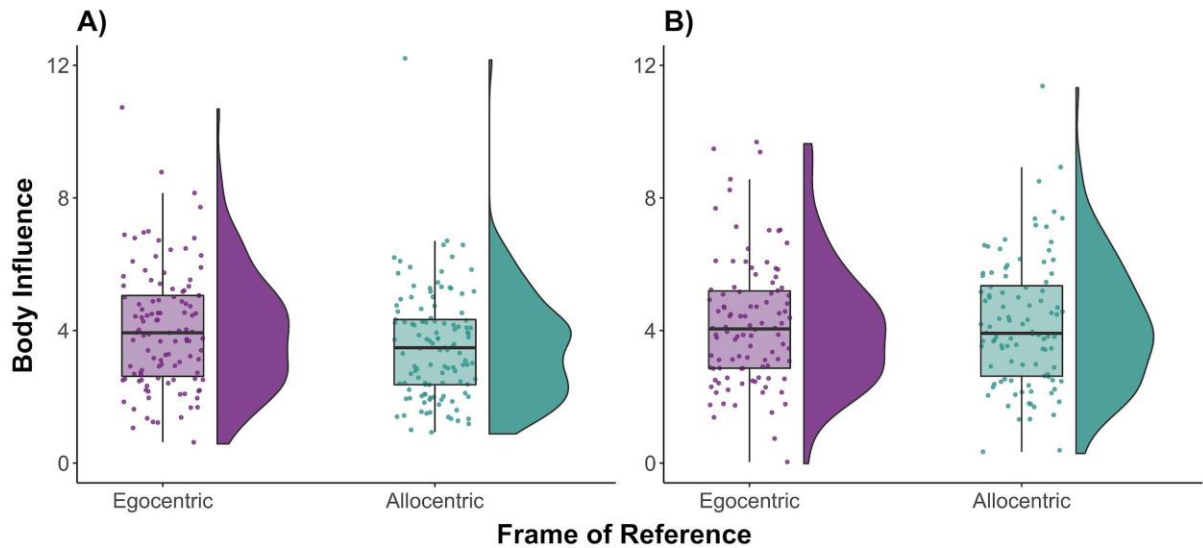 A)
B)
12
8
4
0
12
8
4
0
Body Influence
Egocentric
Allocentric
Egocentric
Allocentric
Frame of Reference